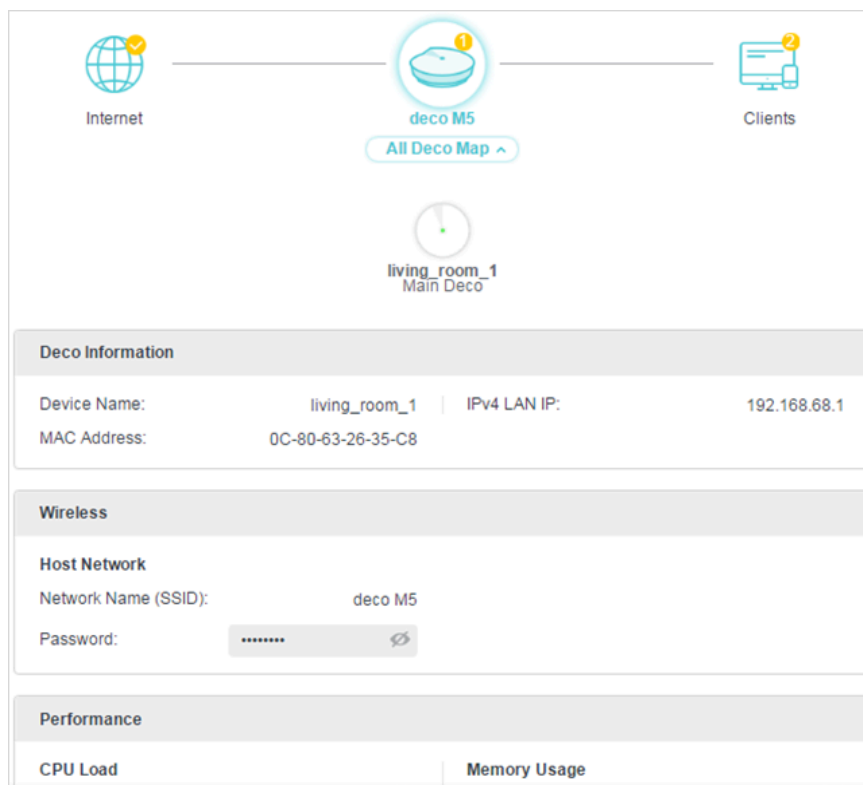 1
2
Internet
deco M5
Clients
All Deco Map
living_room_1
Main Deco
Deco Information
Device Name: living_room_1 IPv4 LAN IP: 192.168.68.1
MAC Address: 0C-80-63-26-35-C8
Wireless
Host Network
Network Name (SSID): deco M5
Password: ••••••••
Performance
CPU Load Memory Usage